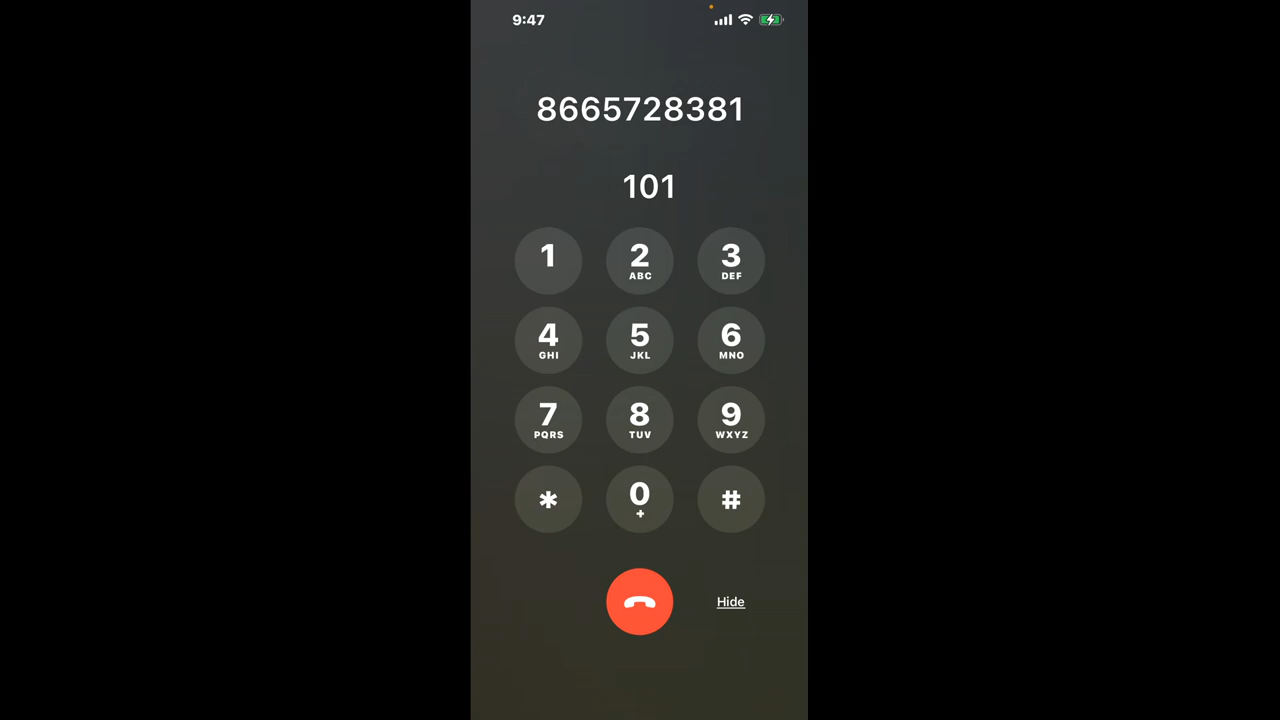 9:47
8665728381
101
1 2 3
ABC DEF
4 5 6
GHI JKL MNO
7 8 9
PQRS TUV WXYZ
* 0 #
+
Hide